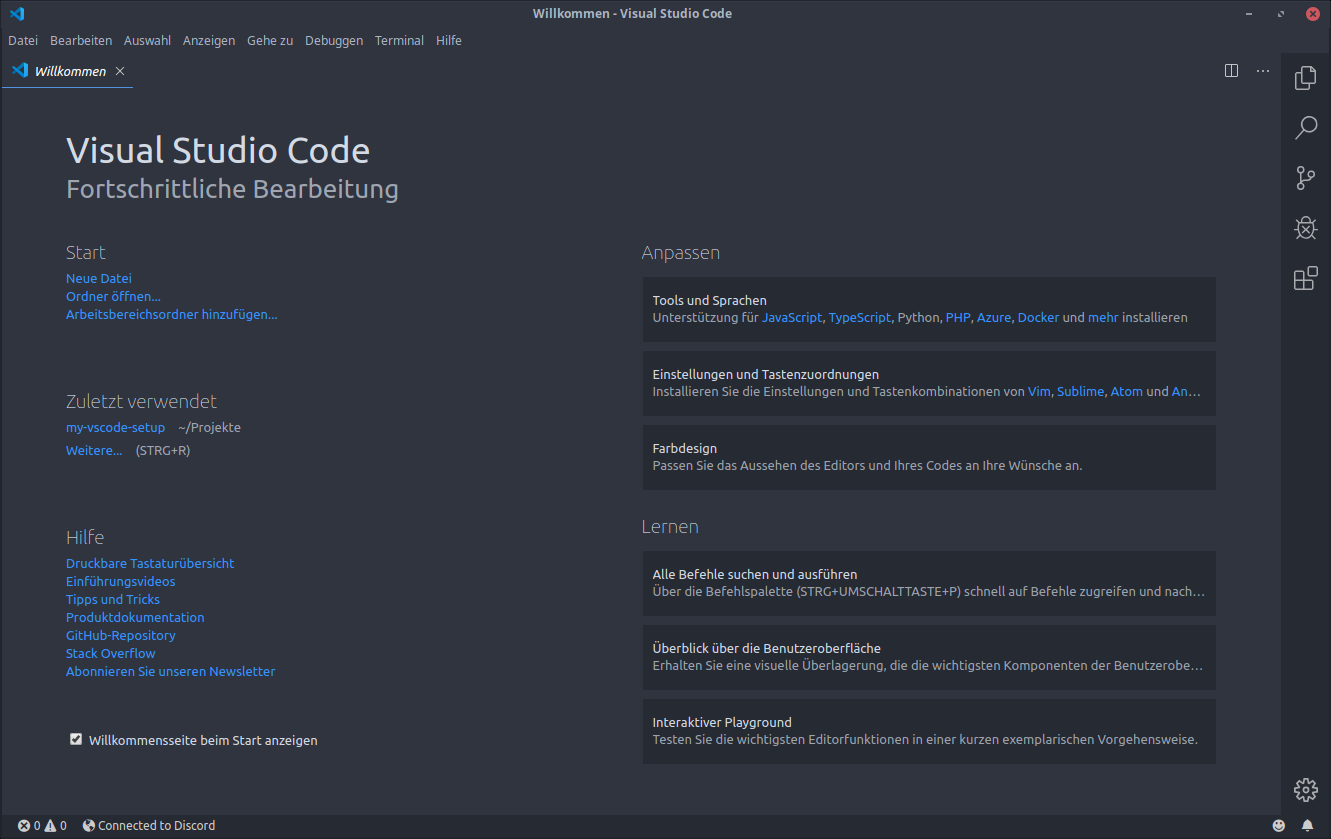 Willkommen - Visual Studio Code
Datei Bearbeiten Auswahl Anzeigen Gehe zu Debuggen Terminal Hilfe
Willkommen
Visual Studio Code
Fortschrittliche Bearbeitung
Start
Neue Datei
Ordner öffnen...
Arbeitsbereichsordner hinzufügen...
Zuletzt verwendet
my-vscode-setup ~/Projekte
Weitere... (STRG+R)
Hilfe
Druckbare Tastaturübersicht
Einführungsvideos
Tipps und Tricks
Produktdokumentation
GitHub-Repository
Stack Overflow
Abonnieren Sie unseren Newsletter
Willkommensseite beim Start anzeigen
Anpassen
Tools und Sprachen
Unterstützung für JavaScript, TypeScript, Python, PHP, Azure, Docker und mehr installieren
Einstellungen und Tastenzuordnungen
Installieren Sie die Einstellungen und Tastenkombinationen von Vim, Sublime, Atom und An...
Farbdesign
Passen Sie das Aussehen des Editors und Ihres Codes an Ihre Wünsche an.
Lernen
Alle Befehle suchen und ausführen
Über die Befehlspalette (STRG+UMSCHALTTASTE+P) schnell auf Befehle zugreifen und nach...
Überblick über die Benutzeroberfläche
Erhalten Sie eine visuelle Überlagerung, die die wichtigsten Komponenten der Benutzerobe...
Interaktiver Playground
Testen Sie die wichtigsten Editorfunktionen in einer kurzen exemplarischen Vorgehensweise.
0 0 Connected to Discord